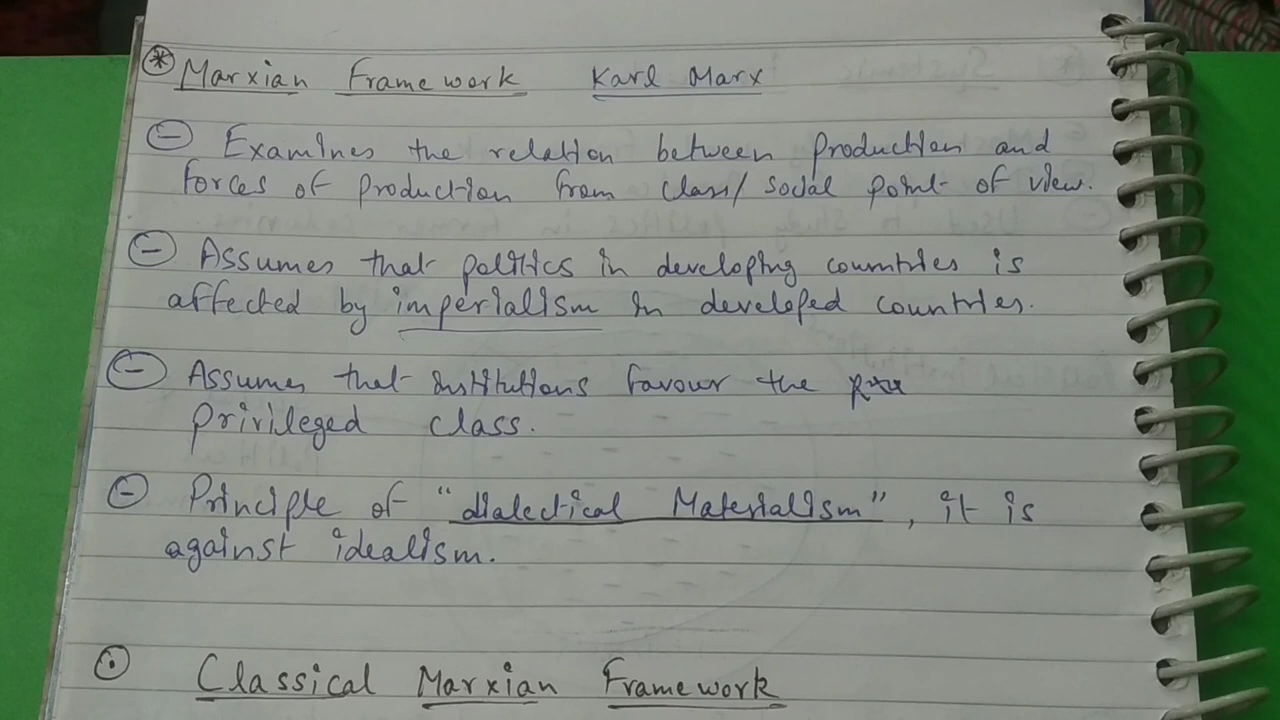 * Marxian Framework Karl Marx
- Examines the relation between production and
forces of production from class/ social point of view.
- Assumes that politics in developing countries is
affected by imperialism in developed countries.
- Assumes that institutions favour the
privileged class.
- Principle of "dialectical Materialism", it is
against idealism.
• Classical Marxian Framework